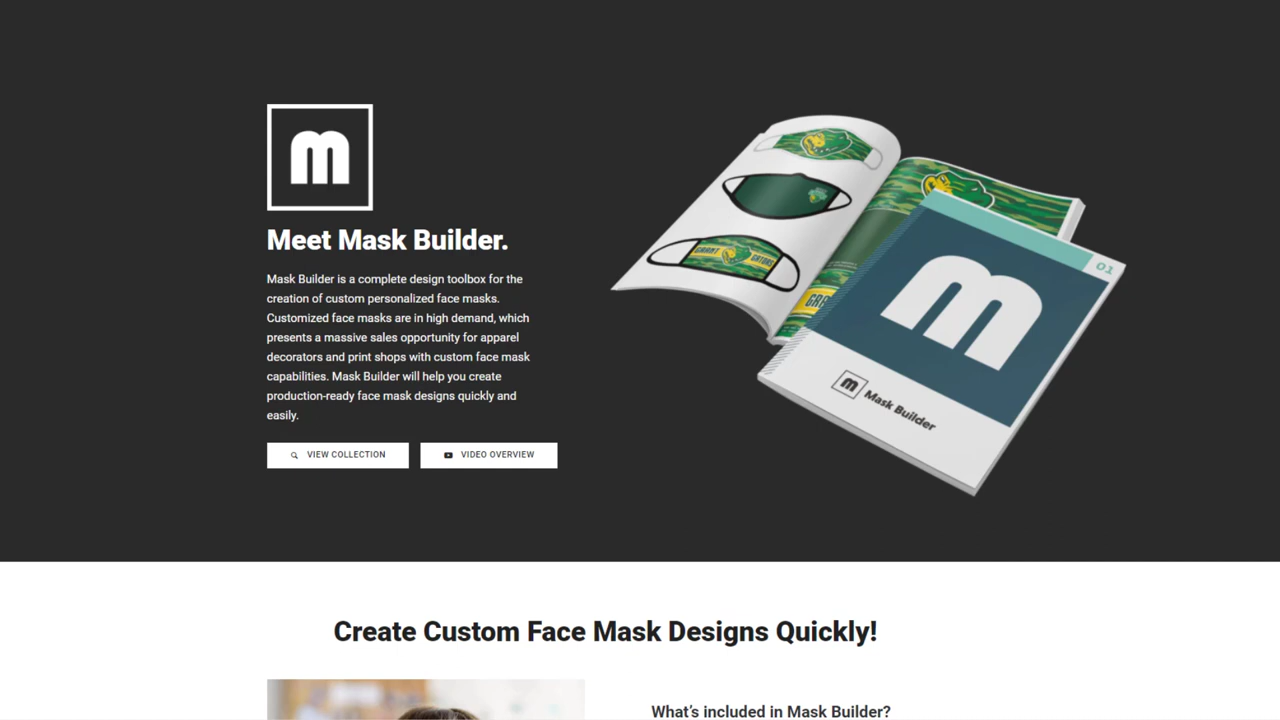 m
Meet Mask Builder.
Mask Builder is a complete design toolbox for the
creation of custom personalized face masks.
Customized face masks are in high demand, which
presents a massive sales opportunity for apparel
decorators and print shops with custom face mask
capabilities. Mask Builder will help you create
production-ready face mask designs quickly and
easily.
VIEW COLLECTION
VIDEO OVERVIEW
GRANT GATORS
01
m
m Mask Builder
Create Custom Face Mask Designs Quickly!
What's included in Mask Builder?